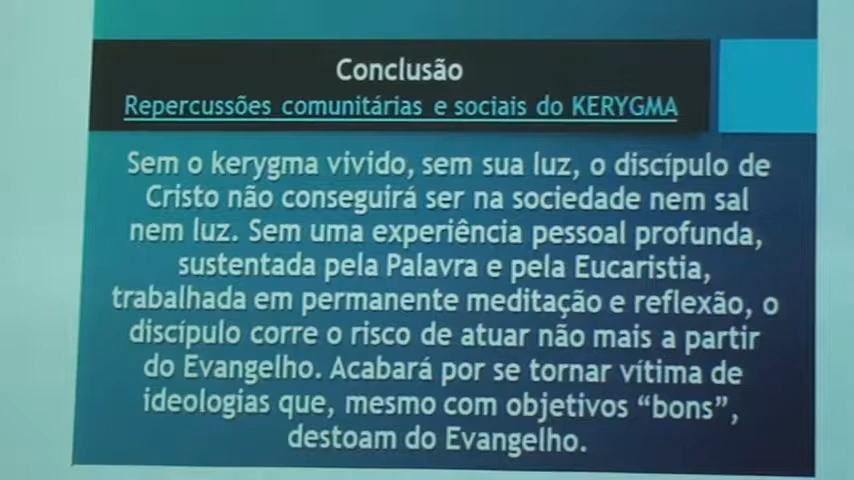 Conclusão
Repercussões comunitárias e sociais do KERYGMA
Sem o kerygma vivido, sem sua luz, o discípulo de
Cristo não conseguirá ser na sociedade nem sal
nem luz. Sem uma experiência pessoal profunda,
sustentada pela Palavra e pela Eucaristia,
trabalhada em permanente meditação e reflexão, o
discípulo corre o risco de atuar não mais a partir
do Evangelho. Acabará por se tornar vítima de
ideologias que, mesmo com objetivos “bons”,
destoam do Evangelho.